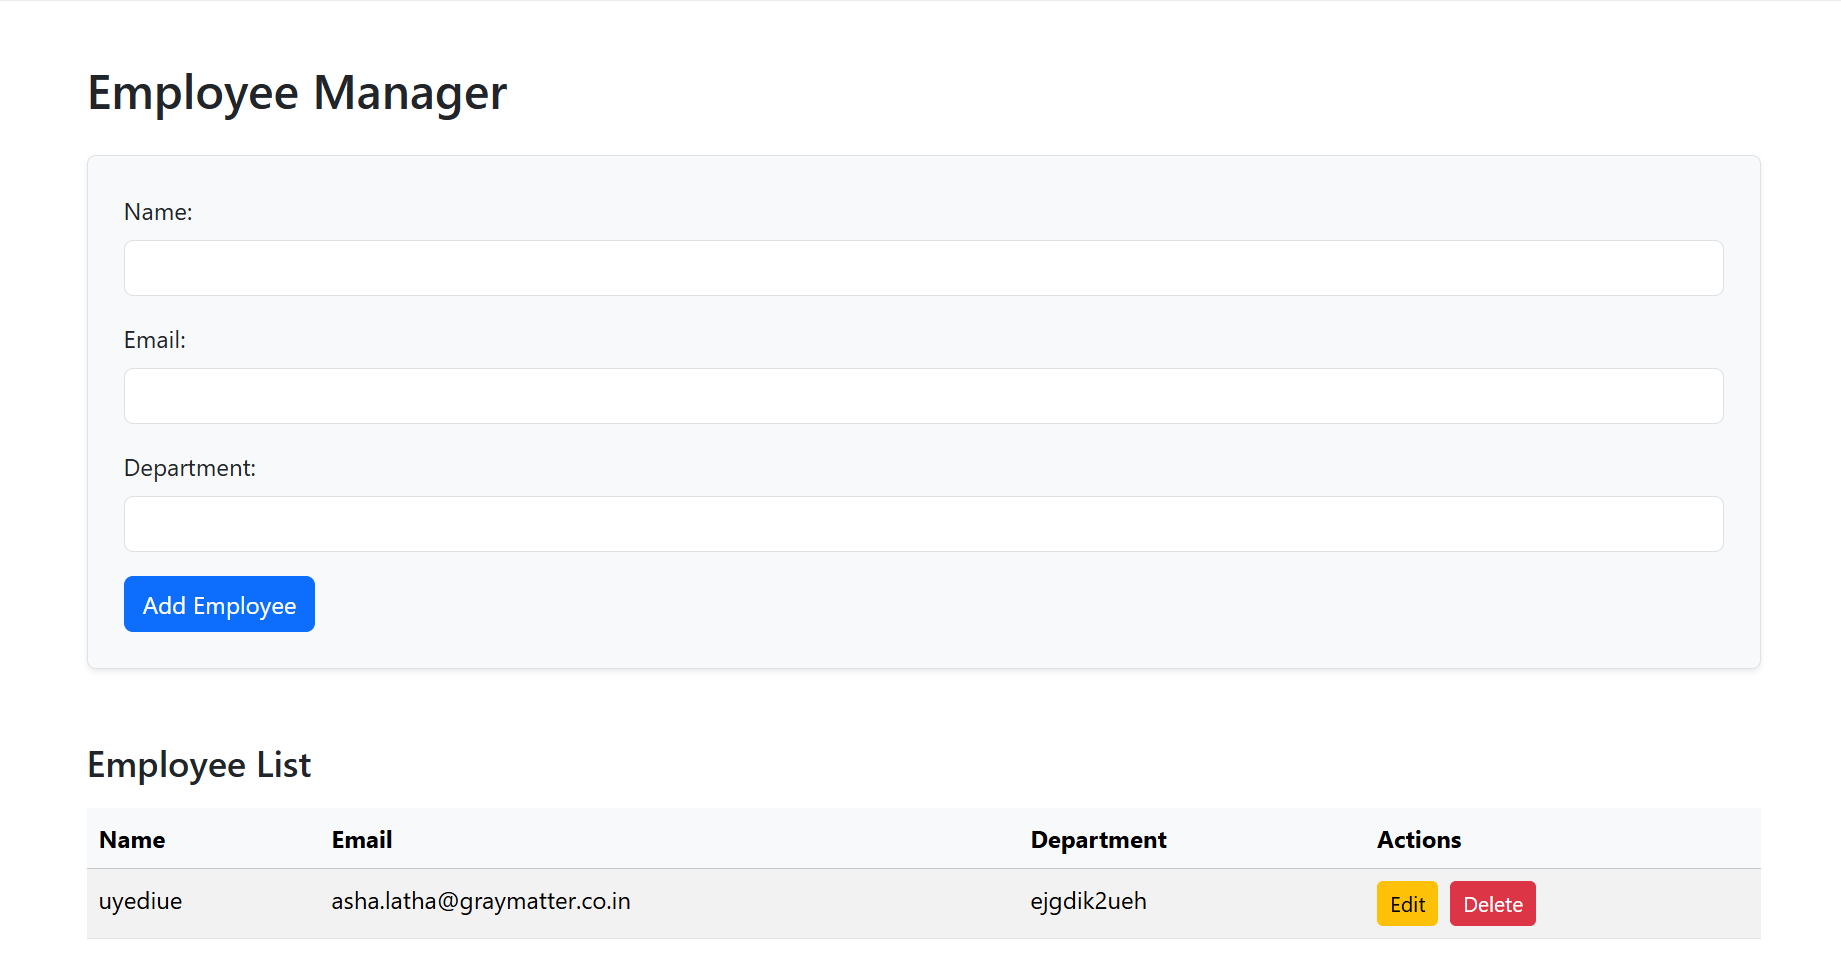 Employee Manager
Name:
Email:
Department:
Add Employee
Employee List
Name Email Department Actions
uyediue asha.latha@graymatter.co.in ejgdik2ueh Edit Delete